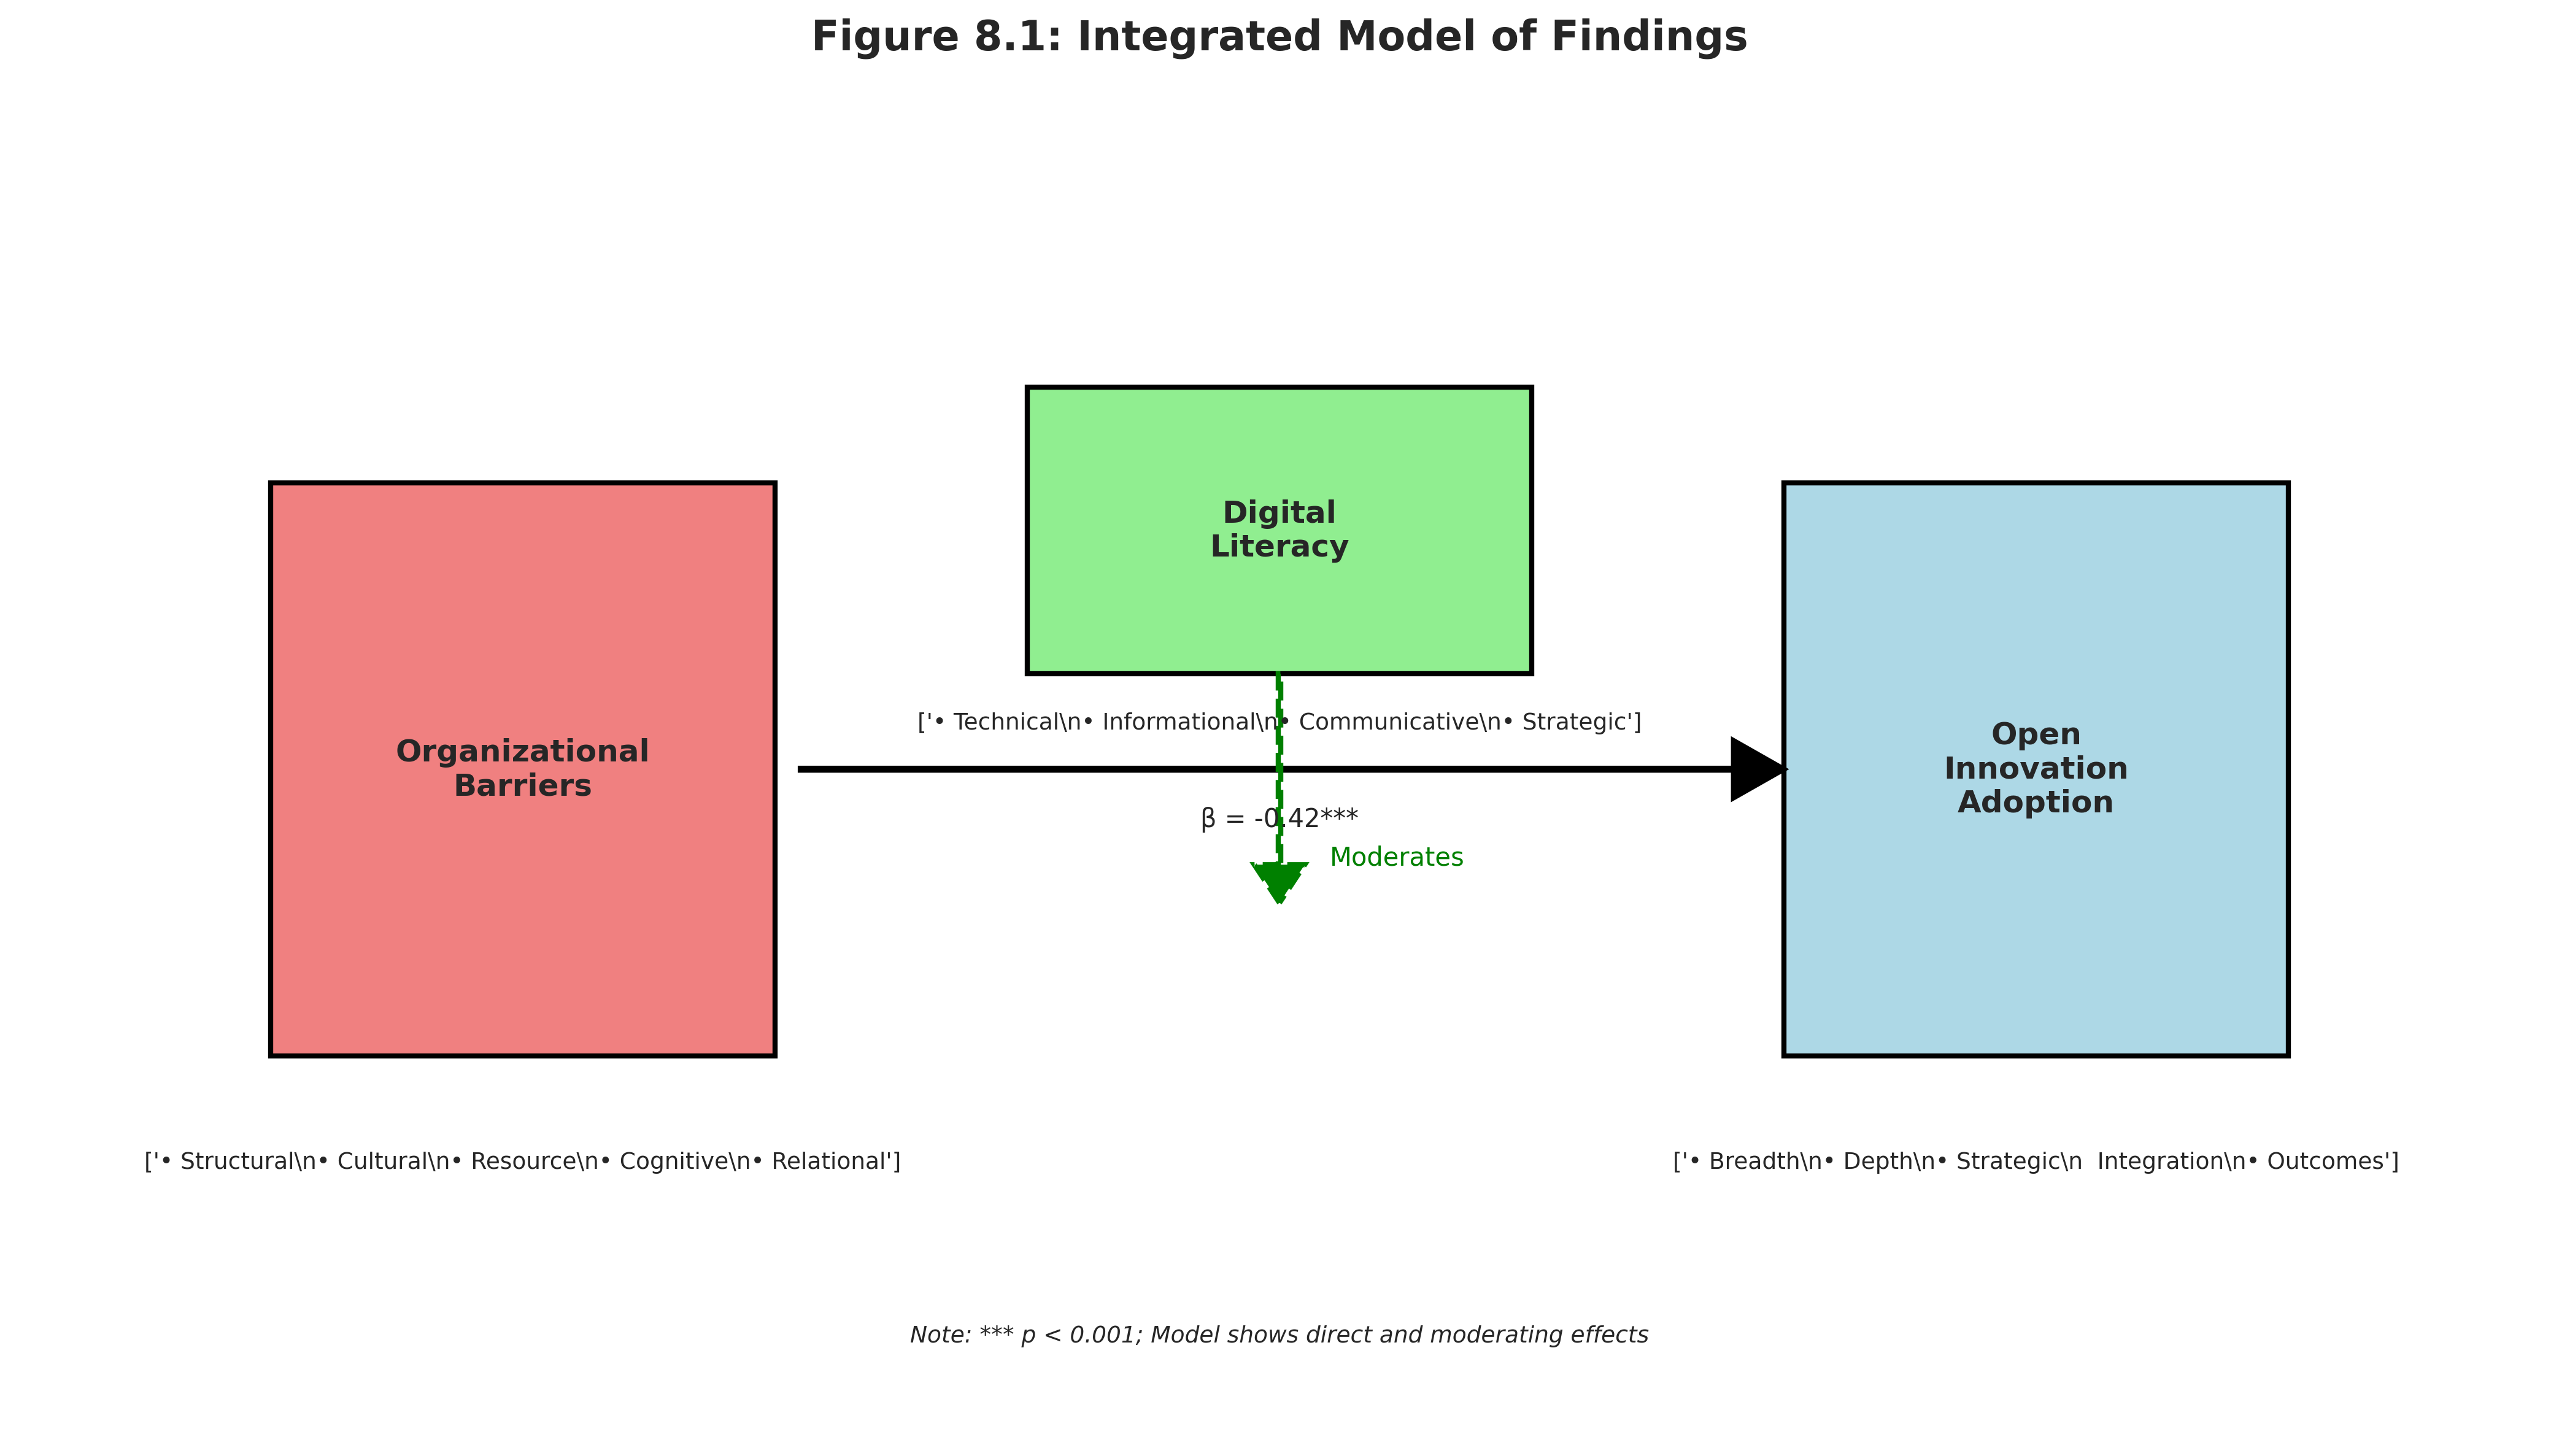 Figure 8.1: Integrated Model of Findings
Digital
Literacy
['• Technical\n• Informational\n• Communicative\n• Strategic']
Organizational
Barriers
Open
Innovation
Adoption
β = -0.42***
Moderates
['• Structural\n• Cultural\n• Resource\n• Cognitive\n• Relational']
['• Breadth\n• Depth\n• Strategic\n  Integration\n• Outcomes']
Note: *** p < 0.001; Model shows direct and moderating effects